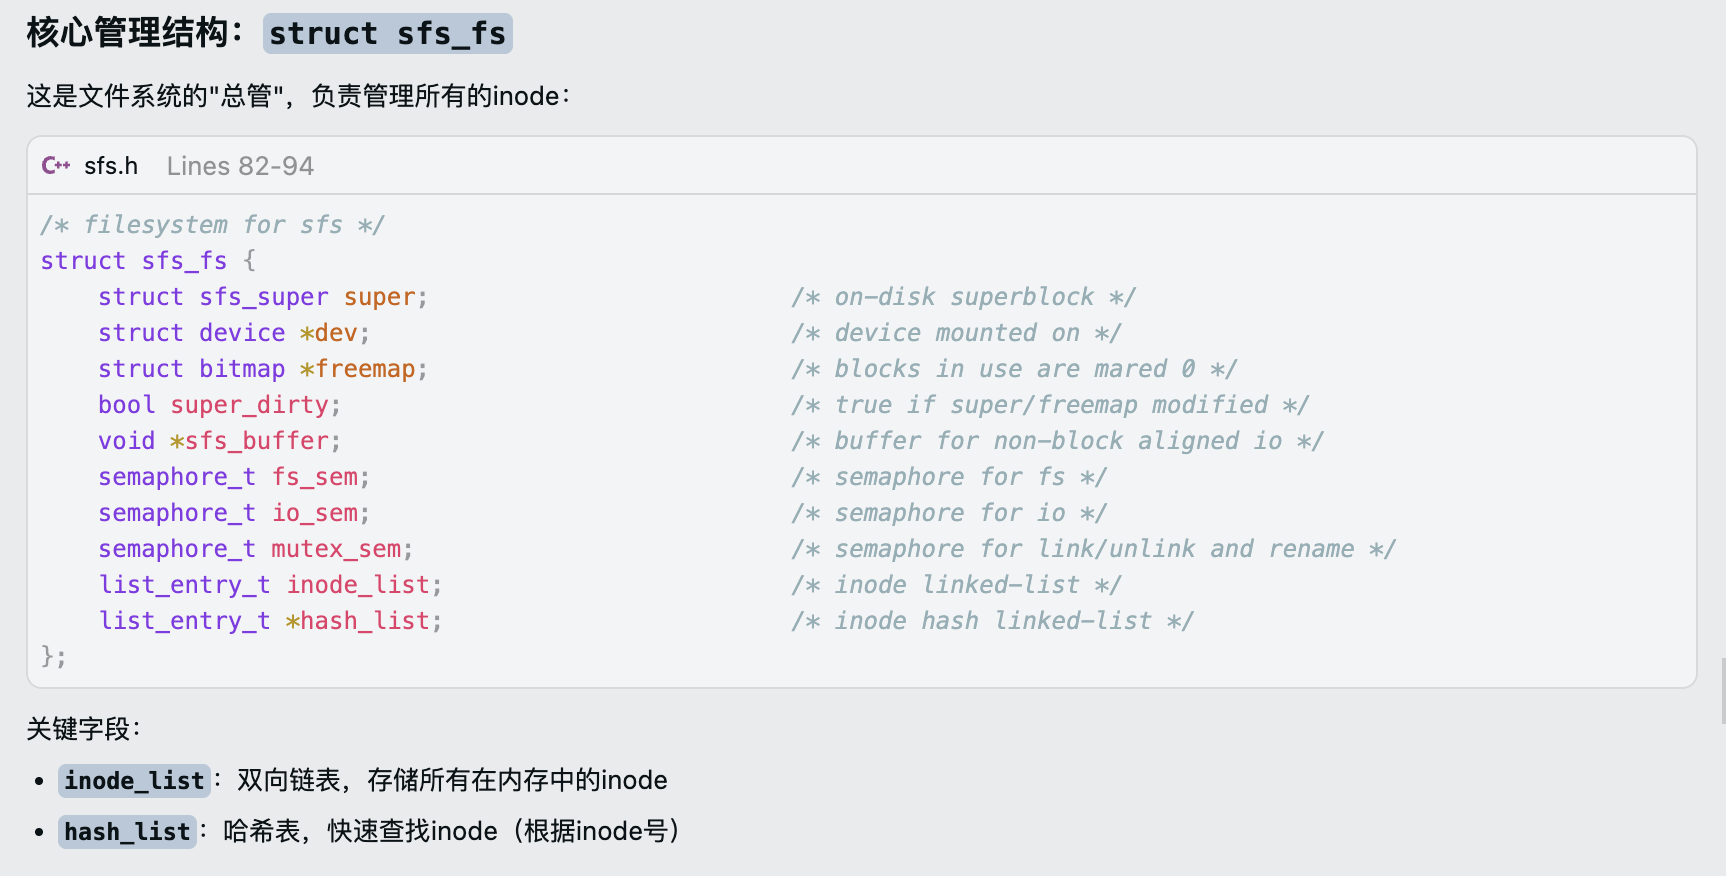 核心管理结构：struct sfs_fs
这是文件系统的"总管"，负责管理所有的inode：
C++ sfs.h Lines 82-94
/* filesystem for sfs */
struct sfs_fs {
    struct sfs_super super;                         /* on-disk superblock */
    struct device *dev;                             /* device mounted on */
    struct bitmap *freemap;                         /* blocks in use are mared 0 */
    bool super_dirty;                               /* true if super/freemap modified */
    void *sfs_buffer;                               /* buffer for non-block aligned io */
    semaphore_t fs_sem;                             /* semaphore for fs */
    semaphore_t io_sem;                             /* semaphore for io */
    semaphore_t mutex_sem;                          /* semaphore for link/unlink and rename */
    list_entry_t inode_list;                        /* inode linked-list */
    list_entry_t *hash_list;                        /* inode hash linked-list */
};
关键字段：
• inode_list：双向链表，存储所有在内存中的inode
• hash_list：哈希表，快速查找inode（根据inode号）